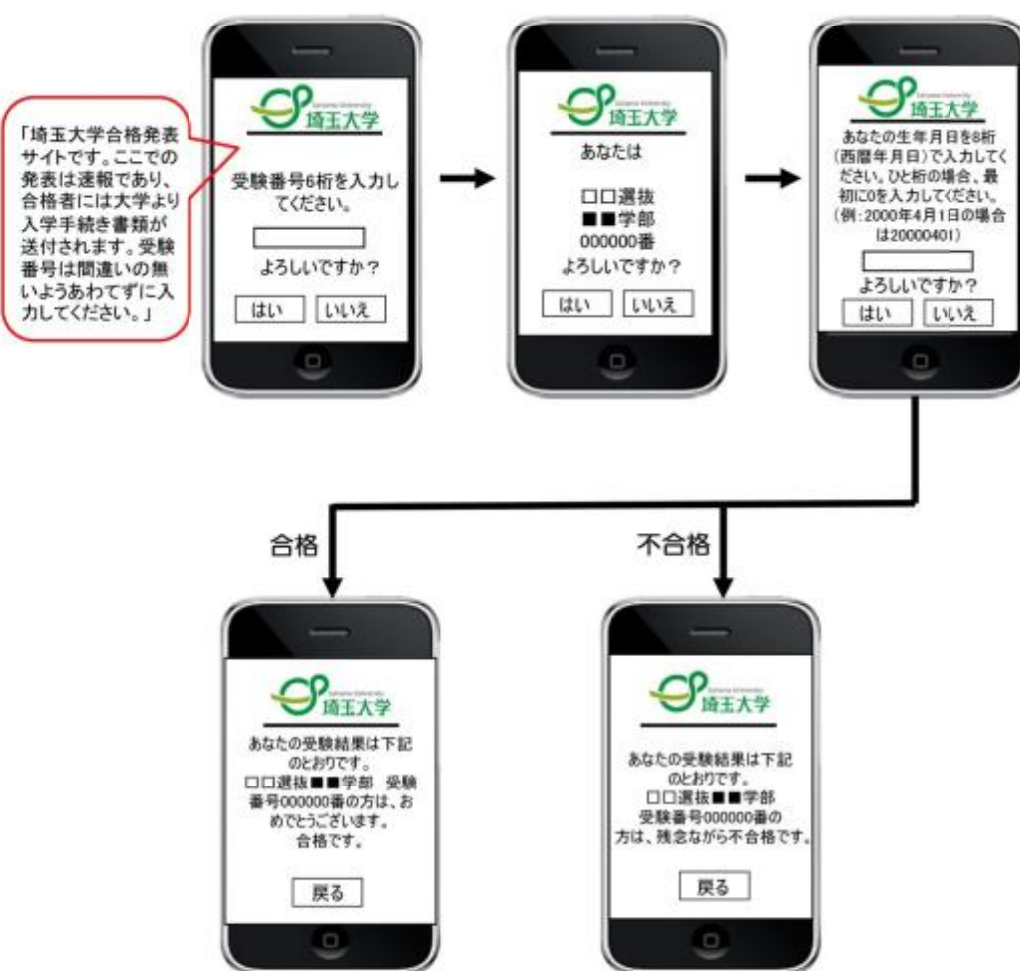 「埼玉大学合格発表
サイトです。ここでの
発表は速報であり、
合格者には大学より
入学手続き書類が
送付されます。受験
番号は間違いの無
いようあわてずに入
力してください。」
Saitama University
埼玉大学
受験番号6桁を入力し
てください。
よろしいですか？
はい いいえ
Saitama University
埼玉大学
あなたは
□□選抜
■■学部
000000番
よろしいですか？
はい いいえ
Saitama University
埼玉大学
あなたの生年月日を8桁
(西暦年月日)で入力してく
ださい。ひと桁の場合、最
初に0を入力してください。
(例:2000年4月1日の場合
は20000401)
よろしいですか？
はい いいえ
合格
不合格
Saitama University
埼玉大学
あなたの受験結果は下記
のとおりです。
□□選抜■■学部 受験
番号000000番の方は、お
めでとうございます。
合格です。
戻る
Saitama University
埼玉大学
あなたの受験結果は下記
のとおりです。
□□選抜■■学部
受験番号000000番の
方は、残念ながら不合格です。
戻る